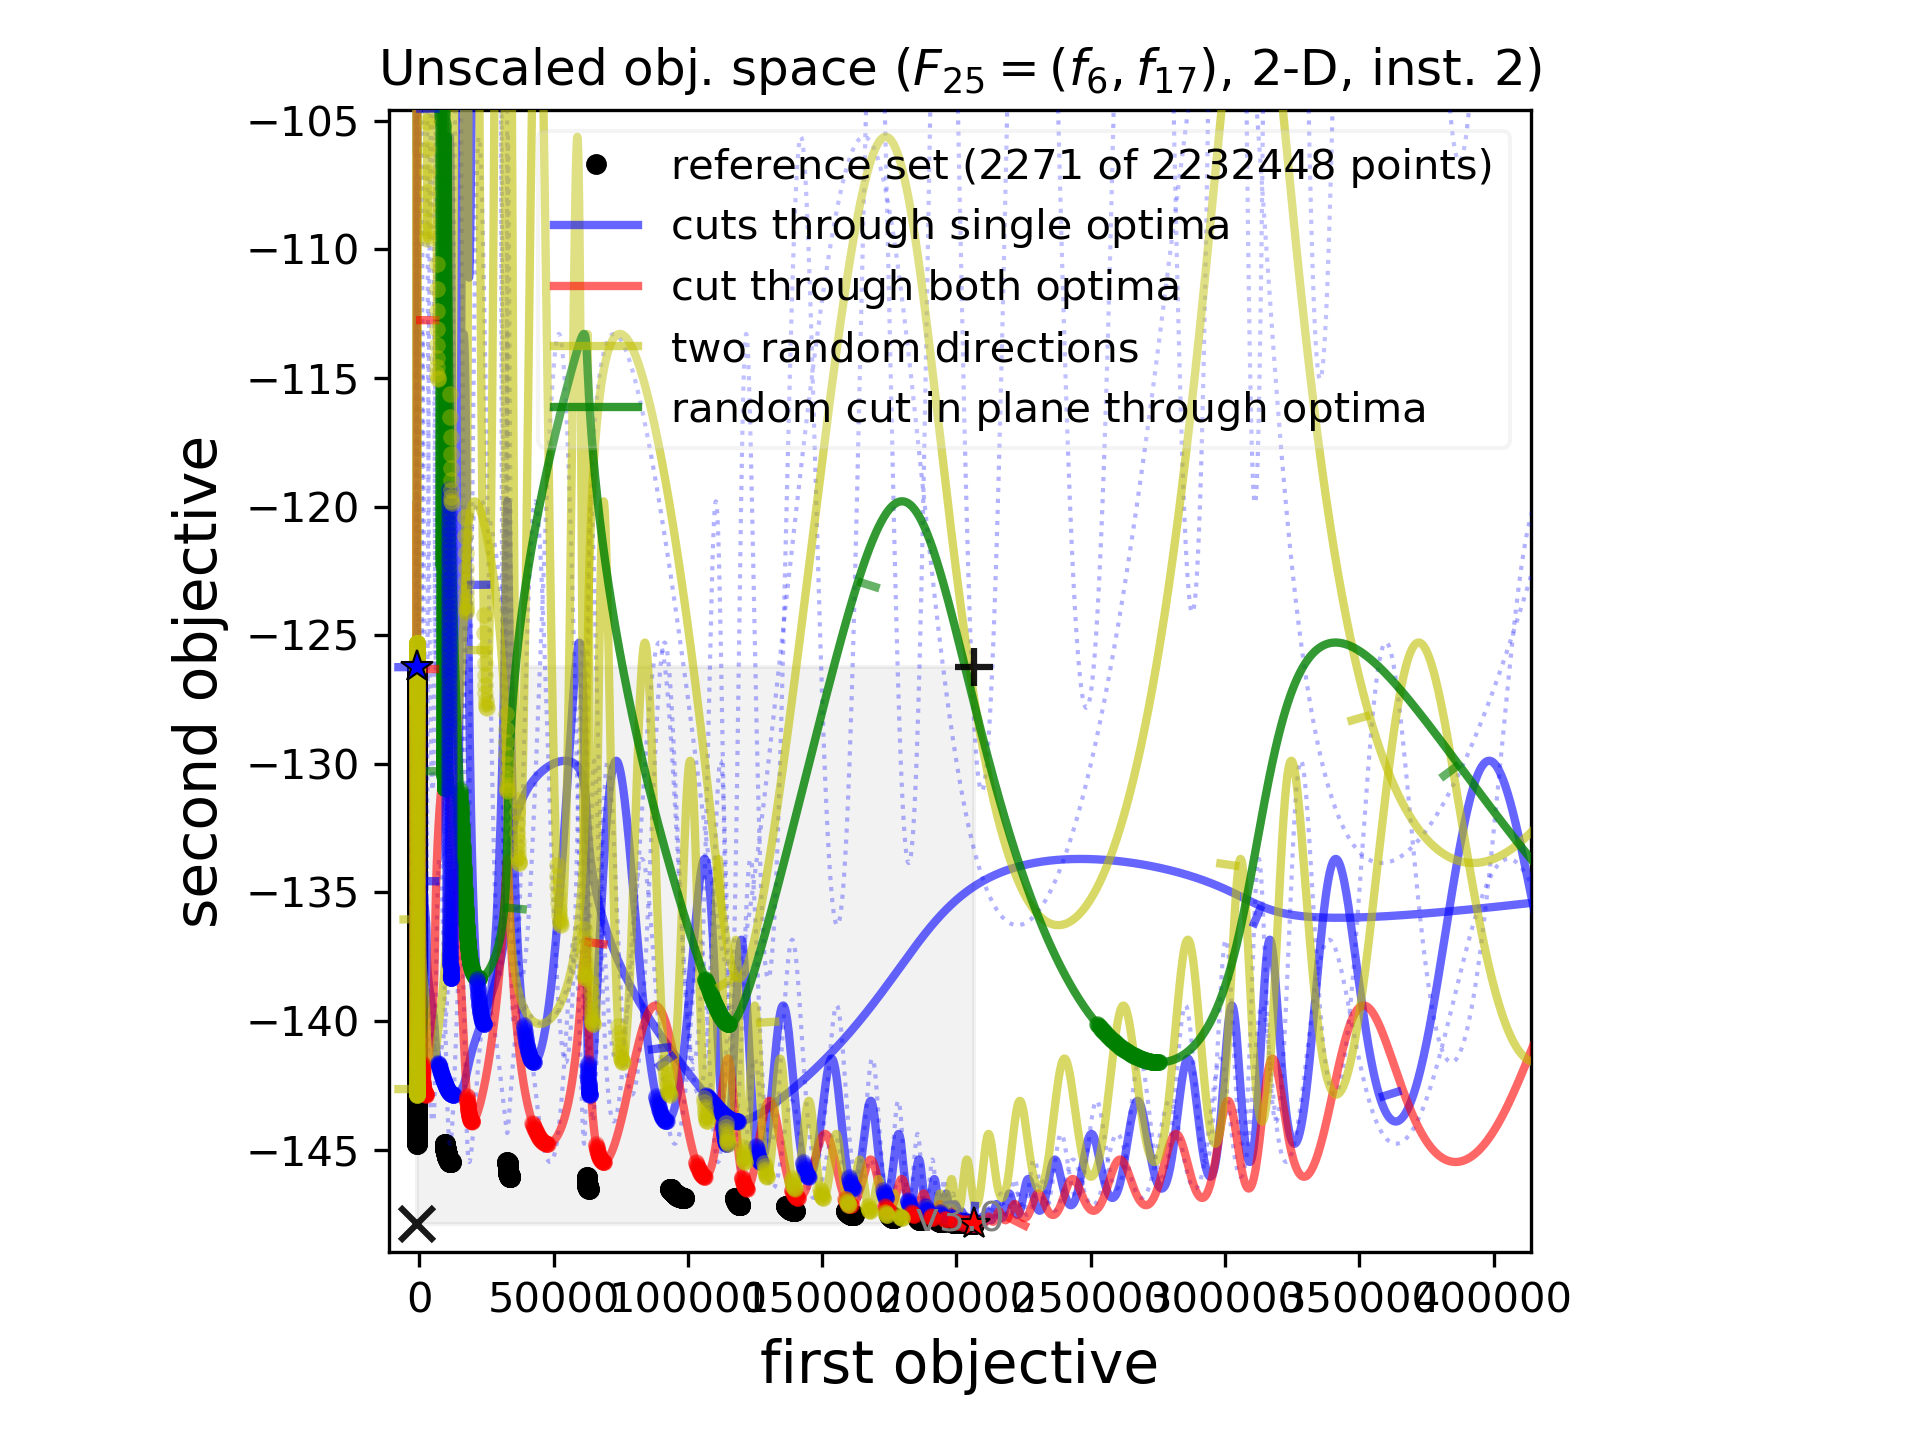 Unscaled obj. space (F25 = (f6, f17), 2-D, inst. 2)
reference set (2271 of 2232448 points)
cuts through single optima
cut through both optima
two random directions
random cut in plane through optima
second objective
−105
−110
−115
−120
−125
−130
−135
−140
−145
v3.0
0 50000 100000 150000 200000 250000 300000 350000 400000
first objective